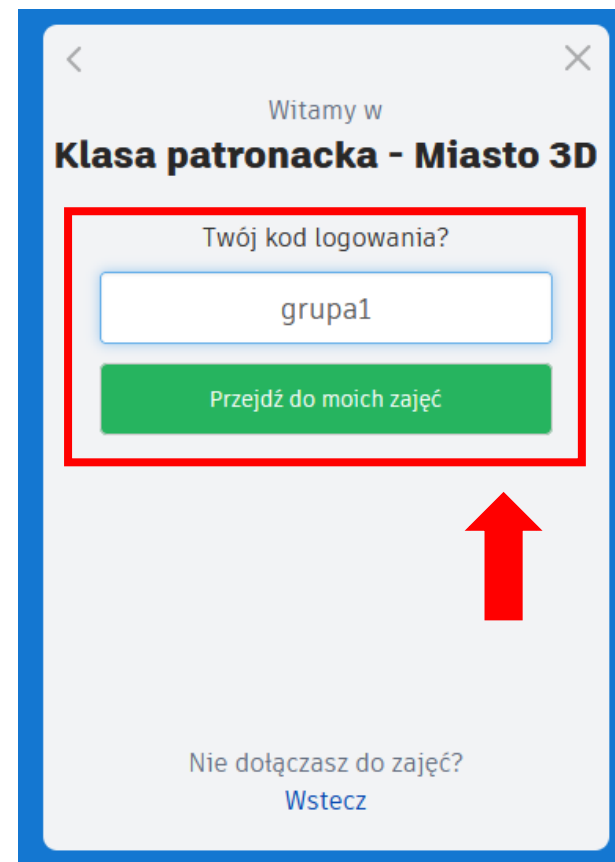 Witamy w
Klasa patronacka - Miasto 3D
Twój kod logowania?
grupa1
Przejdź do moich zajęć
Nie dołączasz do zajęć?
Wstecz